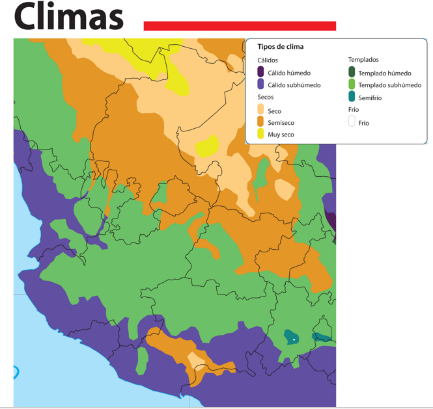 Climas
Tipos de clima
Cálidos
Cálido húmedo
Cálido subhúmedo
Secos
Seco
Semiseco
Muy seco
Templados
Templado húmedo
Templado subhúmedo
Semifrío
Frío
Frío